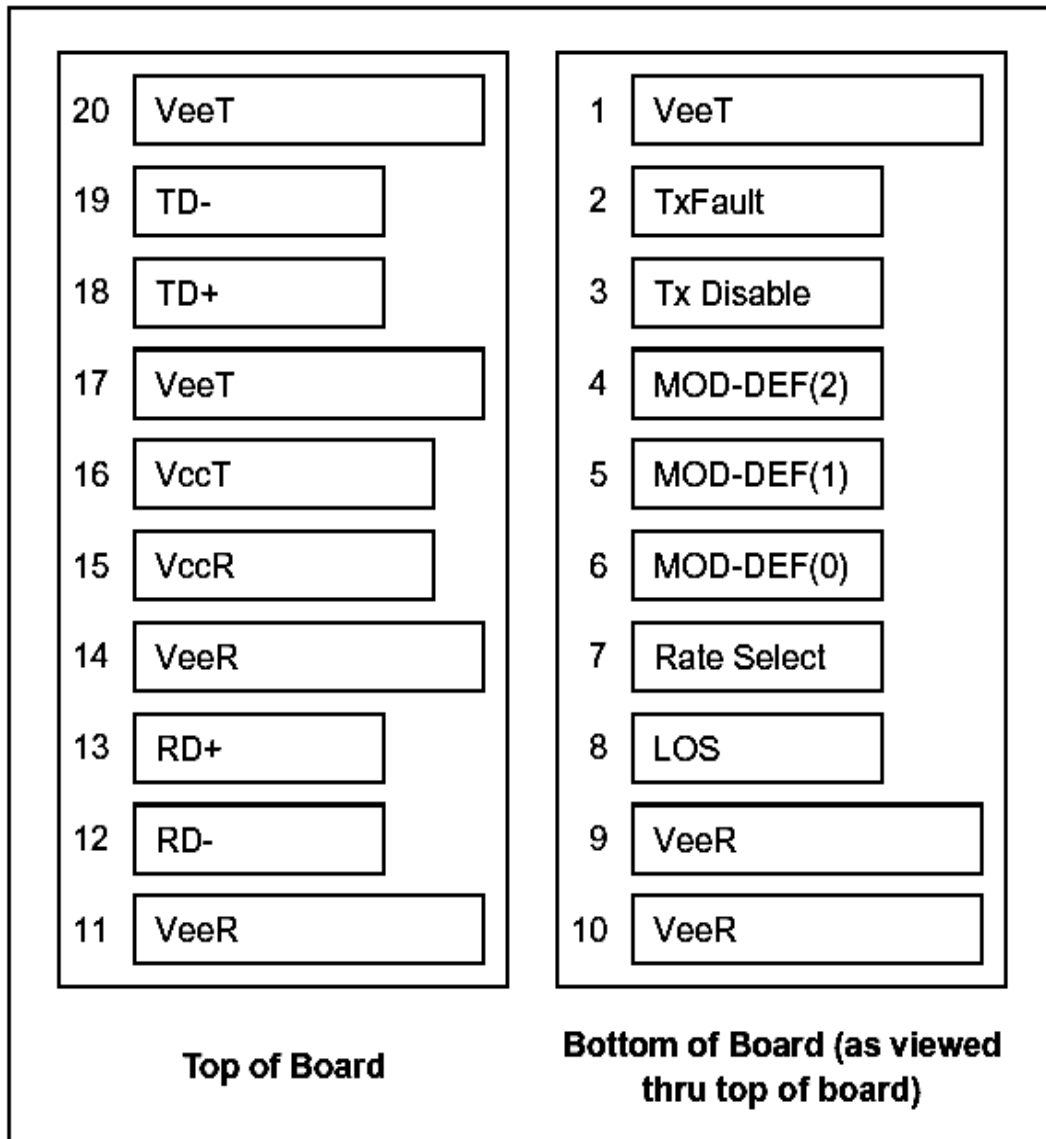 20 VeeT
19 TD-
18 TD+
17 VeeT
16 VccT
15 VccR
14 VeeR
13 RD+
12 RD-
11 VeeR
Top of Board
1 VeeT
2 TxFault
3 Tx Disable
4 MOD-DEF(2)
5 MOD-DEF(1)
6 MOD-DEF(0)
7 Rate Select
8 LOS
9 VeeR
10 VeeR
Bottom of Board (as viewed
thru top of board)